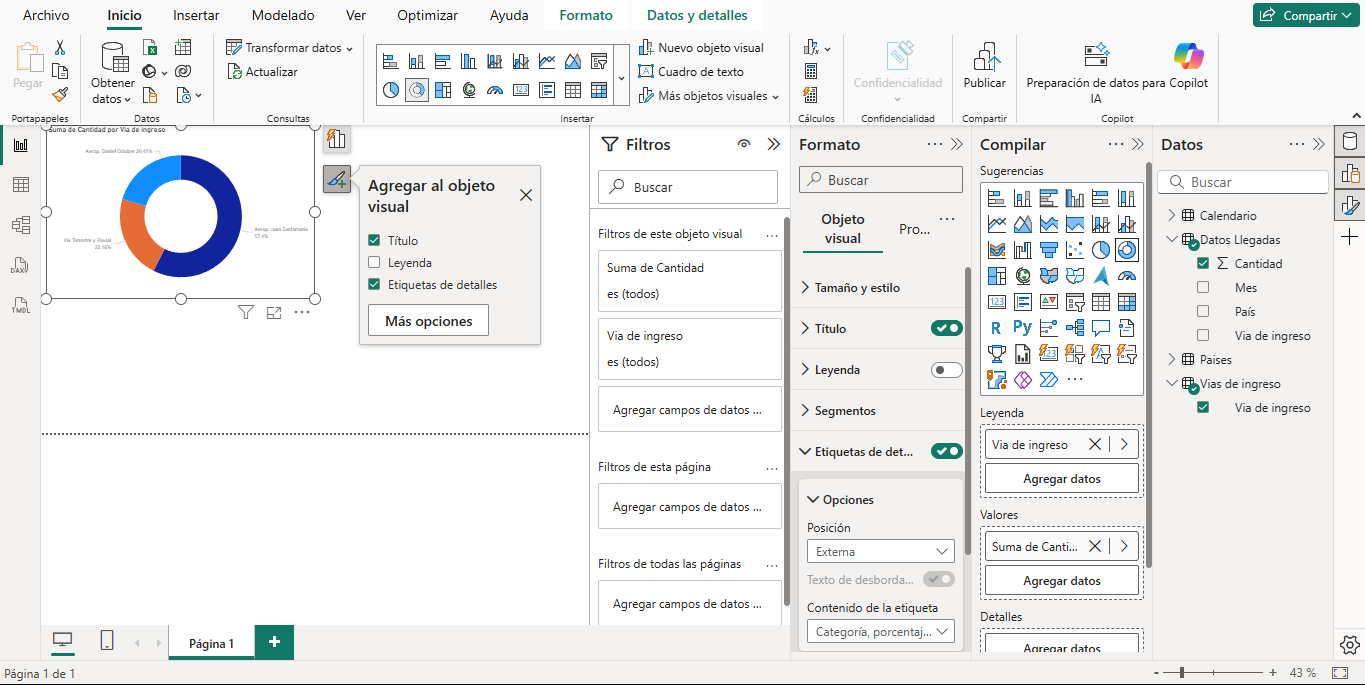 Archivo
Inicio
Insertar
Modelado
Ver
Optimizar
Ayuda
Formato
Datos y detalles
Compartir
Pegar
Portapapeles
Obtener
datos
Datos
Transformar datos
Actualizar
Consultas
Nuevo objeto visual
Cuadro de texto
Más objetos visuales
Insertar
Cálculos
Confidencialidad
Confidencialidad
Publicar
Compartir
Preparación de datos para
IA
Copilot
Copilot
Suma de Cantidad por Via de ingreso
Aerop. Daniel Oduber 20,45%
Aerop. Juan Santamaria
57,4%
Via Terrestre y Fluvial
22,16%
Agregar al objeto
visual
Título
Leyenda
Etiquetas de detalles
Más opciones
Filtros
Buscar
Filtros de este objeto visual
Suma de Cantidad
es (todos)
Via de ingreso
es (todos)
Agregar campos de datos ...
Filtros de esta página
Agregar campos de datos ...
Filtros de todas las páginas
Agregar campos de datos ...
Formato
Buscar
Objeto
visual
Pro...
Tamaño y estilo
Título
Leyenda
Segmentos
Etiquetas de det...
Opciones
Posición
Externa
Texto de desborda...
Contenido de la etiqueta
Categoría, porcentaj...
Compilar
Sugerencias
123
R
Py
123
Leyenda
Via de ingreso
Agregar datos
Valores
Suma de Canti...
Agregar datos
Detalles
Agregar datos
Datos
Buscar
Calendario
Datos Llegadas
Cantidad
Mes
País
Via de ingreso
Paises
Vias de ingreso
Via de ingreso
DAX
TMDL
Página 1
Página 1 de 1
43 %